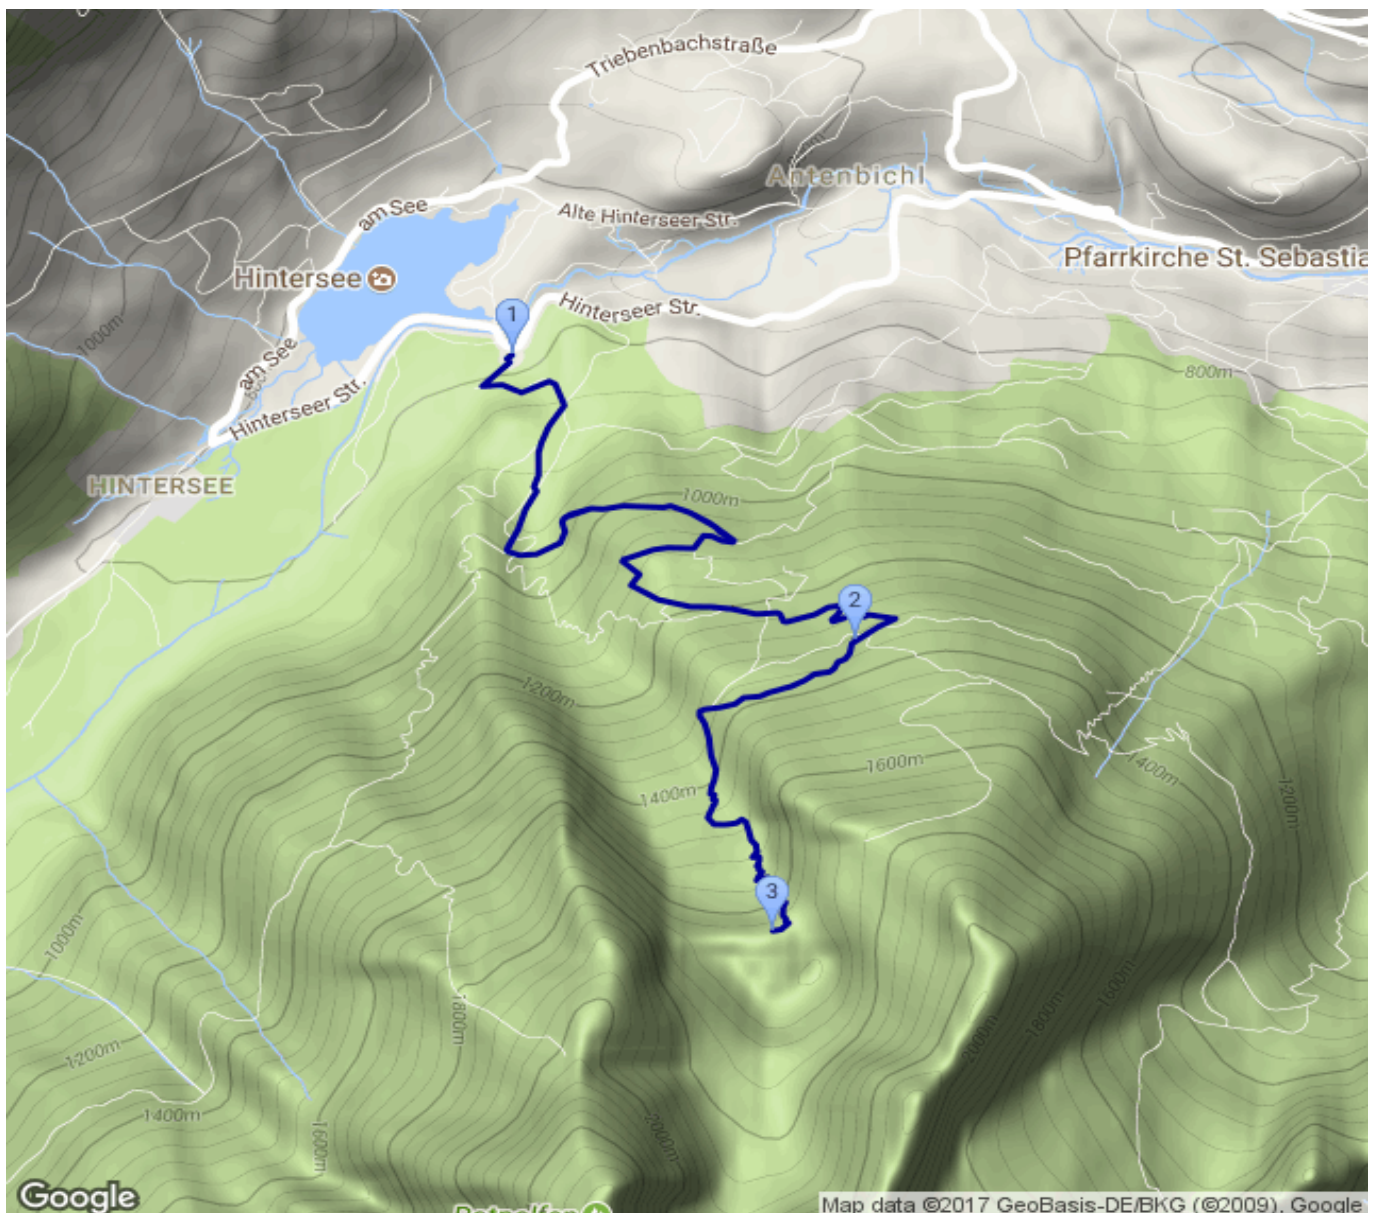 Triebenbachstraße
Antenbichl
am See
Alte Hinterseer Str.
Pfarrkirche St. Sebastia
Hintersee
Hinterseer Str.
1
1000m
am See
800m
Hinterseer Str.
HINTERSEE
1000m
2
1200m
1600m
1400m
1400m
1200m
3
1000m
1600m
1800m
1800m
2000m
1200m
1400m
1600m
2000m
Google
Map data ©2017 GeoBasis-DE/BKG (©2009), Google